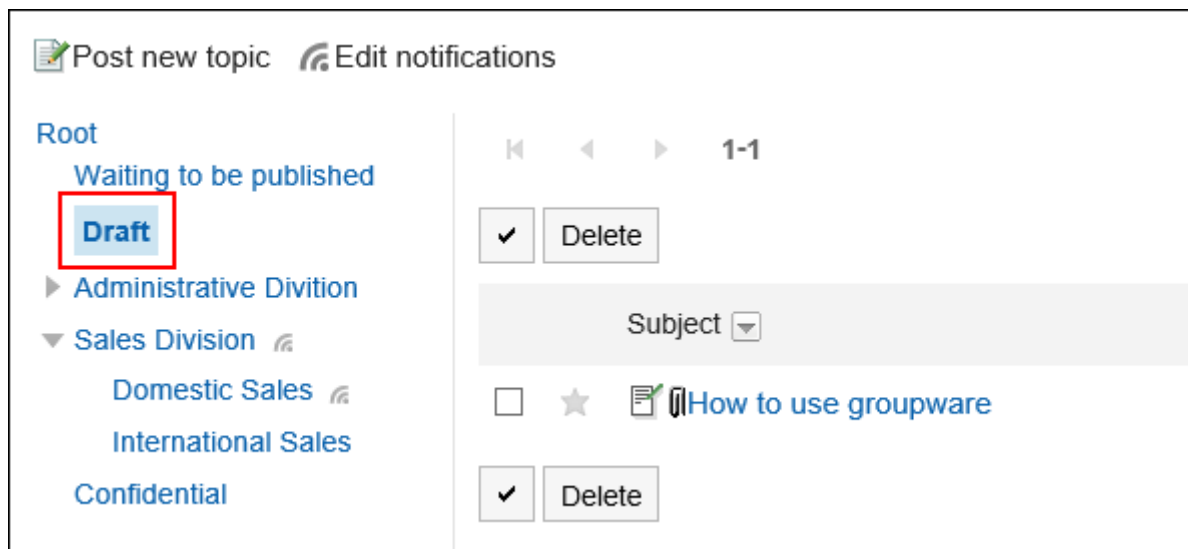 Post new topic Edit notifications
Root
Waiting to be published
Draft
Administrative Divition
Sales Division
Domestic Sales
International Sales
Confidential
1-1
Delete
Subject
How to use groupware
Delete